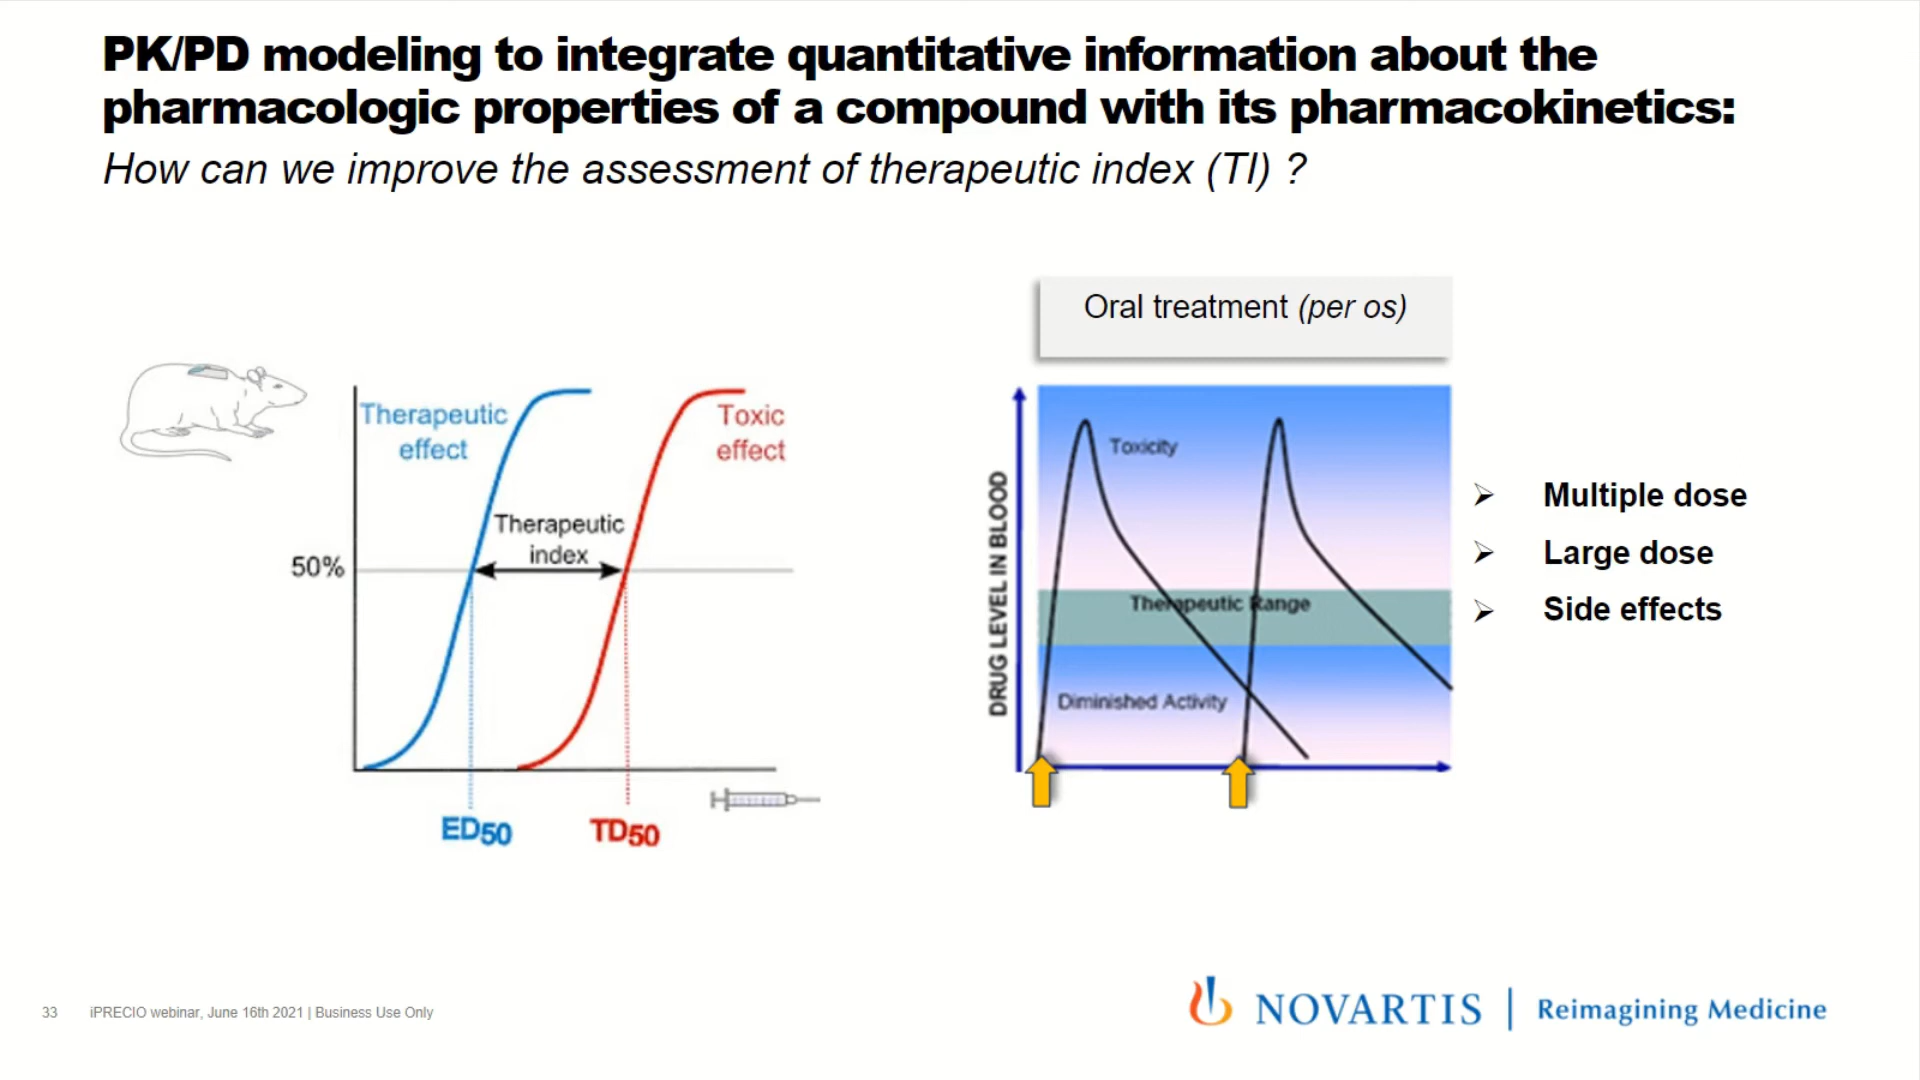 PK/PD modeling to integrate quantitative information about the
pharmacologic properties of a compound with its pharmacokinetics:
How can we improve the assessment of therapeutic index (TI) ?
Therapeutic
effect
Toxic
effect
Therapeutic
index
50%
ED50
TD50
Oral treatment (per os)
DRUG LEVEL IN BLOOD
Toxicity
Therapeutic Range
Diminished Activity
➢ Multiple dose
➢ Large dose
➢ Side effects
33 iPRECIO webinar, June 16th 2021 | Business Use Only
NOVARTIS | Reimagining Medicine